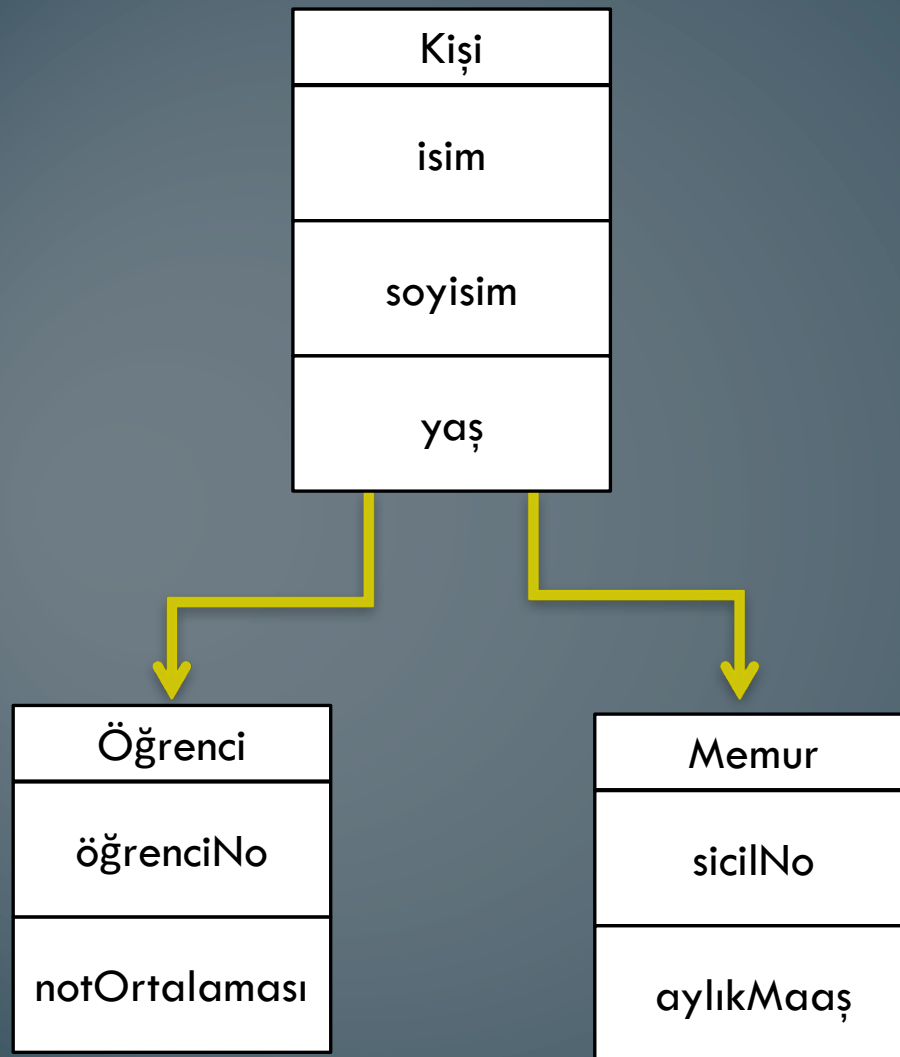 Kişi
isim
soyisim
yaş
Öğrenci
öğrenciNo
notOrtalaması
Memur
sicilNo
aylıkMaaş